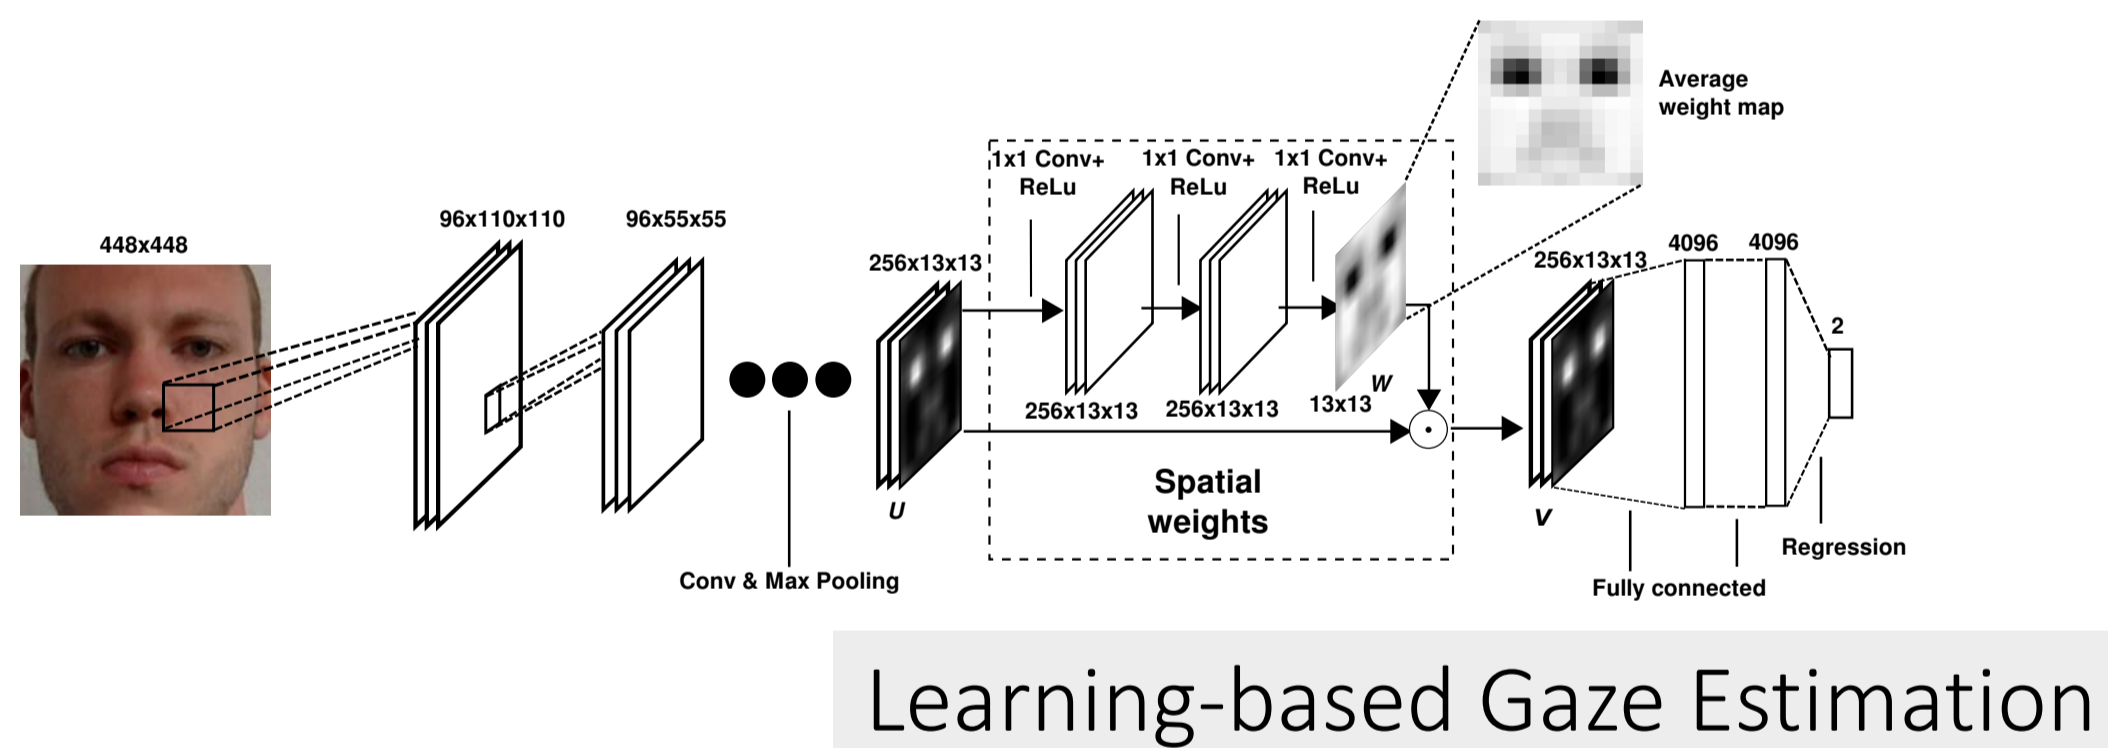 448x448
96x110x110
96x55x55
Conv & Max Pooling
256x13x13
U
1x1 Conv+
ReLu
1x1 Conv+
ReLu
1x1 Conv+
ReLu
256x13x13
256x13x13
13x13
W
Spatial
weights
Average
weight map
256x13x13
V
4096
4096
2
Fully connected
Regression
Learning-based Gaze Estimation